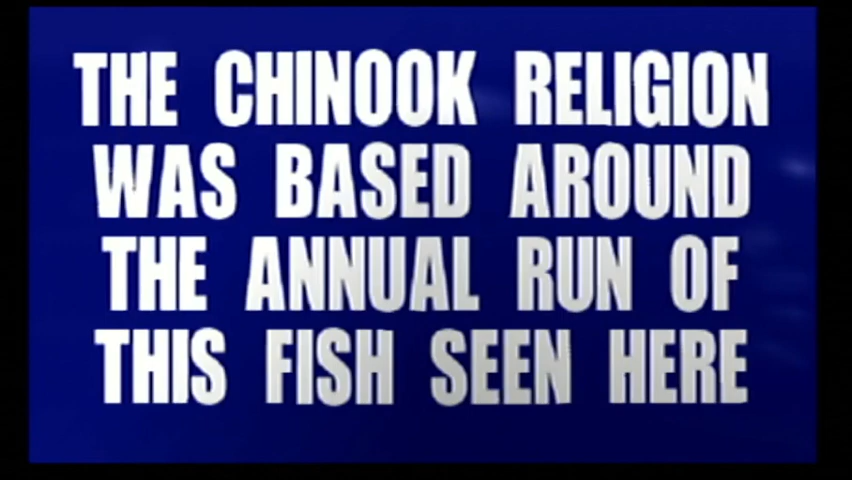 THE CHINOOK RELIGION
WAS BASED AROUND
THE ANNUAL RUN OF
THIS FISH SEEN HERE